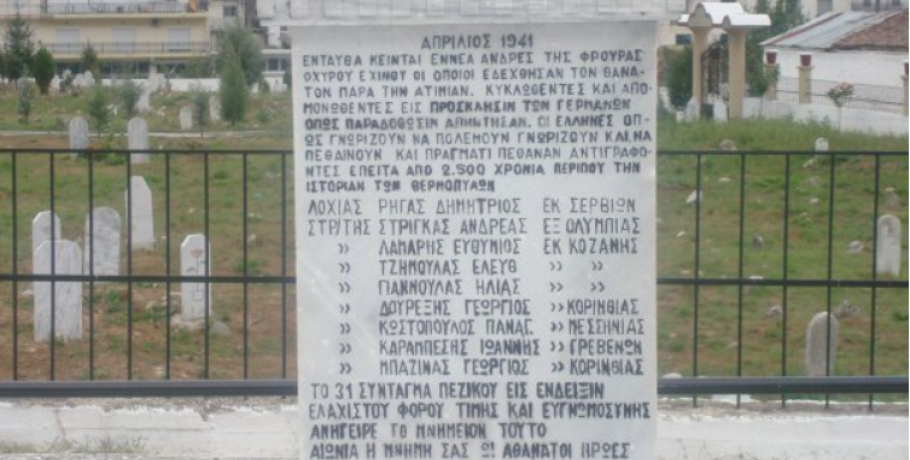 ΑΠΡΙΛΙΟΣ 1941
ΕΝΤΑΥΘΑ ΚΕΙΝΤΑΙ ΕΝΝΕΑ ΑΝΔΡΕΣ ΤΗΣ ΦΡΟΥΡΑΣ
ΟΧΥΡΟΥ ΕΧΙΝΟΥ ΟΙ ΟΠΟΙΟΙ ΕΔΕΧΘΗΣΑΝ ΤΟΝ ΘΑΝΑ-
ΤΟΝ ΠΑΡΑ ΤΗΝ ΑΤΙΜΙΑΝ. ΚΥΚΛΩΘΕΝΤΕΣ ΚΑΙ ΑΠΟ-
ΜΟΝΩΘΕΝΤΕΣ ΕΙΣ ΠΡΟΣΚΛΗΣΙΝ ΤΩΝ ΓΕΡΜΑΝΩΝ
ΟΠΩΣ ΠΑΡΑΔΟΘΩΣΙΝ ΑΠΗΝΤΗΣΑΝ. ΟΙ ΕΛΛΗΝΕΣ ΟΠ-
ΩΣ ΓΝΩΡΙΖΟΥΝ ΝΑ ΠΟΛΕΜΟΥΝ ΓΝΩΡΙΖΟΥΝ ΚΑΙ ΝΑ
ΠΕΘΑΙΝΟΥΝ ΚΑΙ ΠΡΑΓΜΑΤΙ ΠΕΘΑΝΑΝ ΑΝΤΙΓΡΑΦΟ-
ΝΤΕΣ ΕΠΕΙΤΑ ΑΠΟ 2.500 ΧΡΟΝΙΑ ΠΕΡΙΠΟΥ ΤΗΝ
ΙΣΤΟΡΙΑΝ ΤΩΝ ΘΕΡΜΟΠΥΛΩΝ
ΛΟΧΙΑΣ ΡΗΓΑΣ ΔΗΜΗΤΡΙΟΣ ΕΚ ΣΕΡΒΙΩΝ
ΣΤΡ/ΤΗΣ ΣΤΡΙΓΚΑΣ ΑΝΔΡΕΑΣ ΕΞ ΟΛΥΜΠΙΑΣ
» ΛΑΜΑΡΗΣ ΕΥΘΥΜΙΟΣ ΕΚ ΚΟΖΑΝΗΣ
» ΤΖΗΜΟΥΛΑΣ ΕΛΕΥΘ » »
» ΓΙΑΝΝΟΥΛΑΣ ΗΛΙΑΣ » »
» ΔΟΥΡΕΞΗΣ ΓΕΩΡΓΙΟΣ » ΚΟΡΙΝΘΙΑΣ
» ΚΩΣΤΟΠΟΥΛΟΣ ΠΑΝΑΓ. » ΜΕΣΣΗΝΙΑΣ
» ΚΑΡΑΜΠΕΣΗΣ ΙΩΑΝΝΗΣ » ΓΡΕΒΕΝΩΝ
» ΜΠΑΖΙΝΑΣ ΓΕΩΡΓΙΟΣ » ΚΟΡΙΝΘΙΑΣ
ΤΟ 31 ΣΥΝΤΑΓΜΑ ΠΕΖΙΚΟΥ ΕΙΣ ΕΝΔΕΙΞΙΝ
ΕΛΑΧΙΣΤΟΥ ΦΟΡΟΥ ΤΙΜΗΣ ΚΑΙ ΕΥΓΝΩΜΟΣΥΝΗΣ
ΑΝΗΓΕΙΡΕ ΤΟ ΜΝΗΜΕΙΟΝ ΤΟΥΤΟ
ΑΙΩΝΙΑ Η ΜΝΗΜΗ ΣΑΣ Ω! ΑΘΑΝΑΤΟΙ ΗΡΩΕΣ